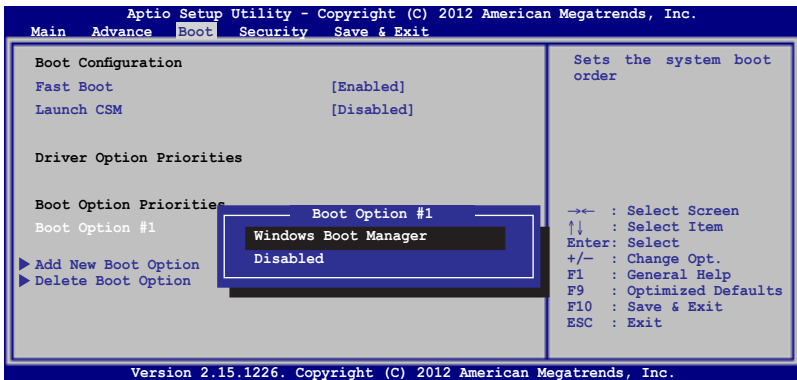 Aptio Setup Utility - Copyright (C) 2012 American Megatrends, Inc.
Main Advance Boot Security Save & Exit
Boot Configuration
Fast Boot [Enabled]
Launch CSM [Disabled]
Driver Option Priorities
Boot Option Priorities
Boot Option #1
Add New Boot Option
Delete Boot Option
Boot Option #1
Windows Boot Manager
Disabled
Sets the system boot
order
→← : Select Screen
↑↓ : Select Item
Enter: Select
+/— : Change Opt.
F1 : General Help
F9 : Optimized Defaults
F10 : Save & Exit
ESC : Exit
Version 2.15.1226. Copyright (C) 2012 American Megatrends, Inc.